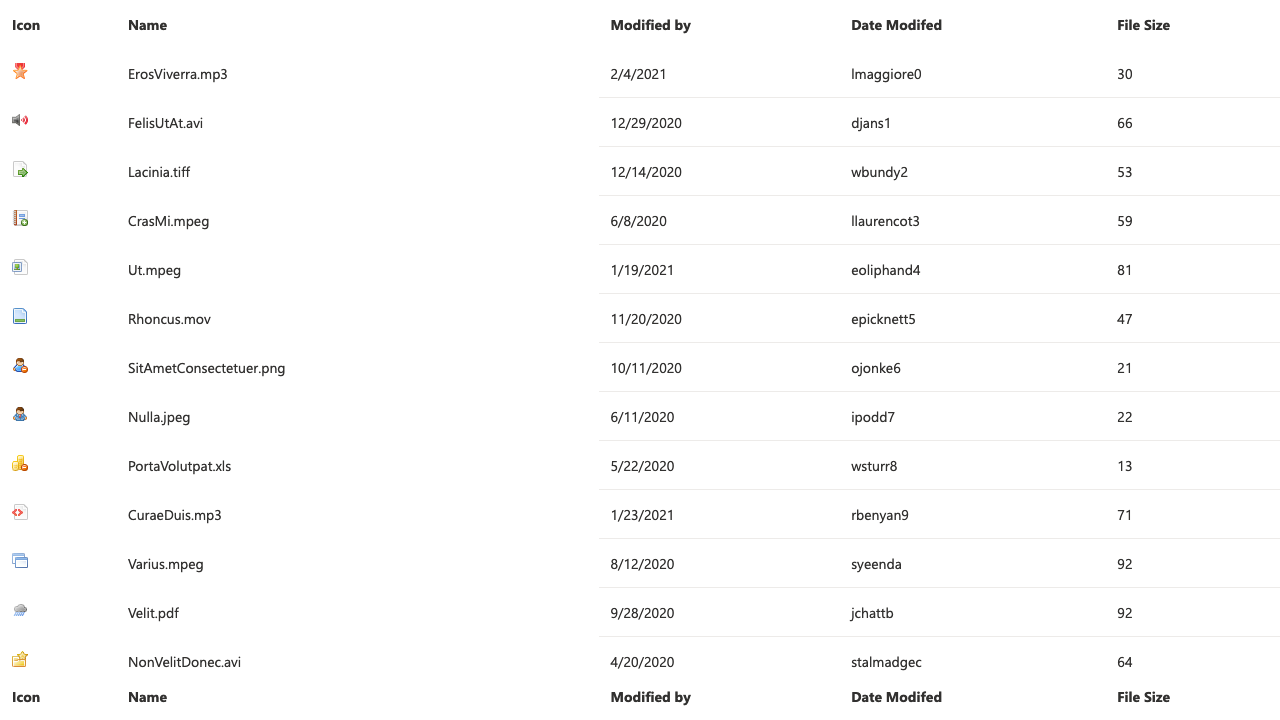 Icon Name Modified by Date Modifed File Size
ErosViverra.mp3 2/4/2021 lmaggiore0 30
FelisUtAt.avi 12/29/2020 djans1 66
Lacinia.tiff 12/14/2020 wbundy2 53
CrasMi.mpeg 6/8/2020 llaurencot3 59
Ut.mpeg 1/19/2021 eoliphand4 81
Rhoncus.mov 11/20/2020 epicknett5 47
SitAmetConsectetuer.png 10/11/2020 ojonke6 21
Nulla.jpeg 6/11/2020 ipodd7 22
PortaVolutpat.xls 5/22/2020 wsturr8 13
CuraeDuis.mp3 1/23/2021 rbenyan9 71
Varius.mpeg 8/12/2020 syeenda 92
Velit.pdf 9/28/2020 jchattb 92
NonVelitDonec.avi 4/20/2020 stalmadgec 64
Icon Name Modified by Date Modifed File Size